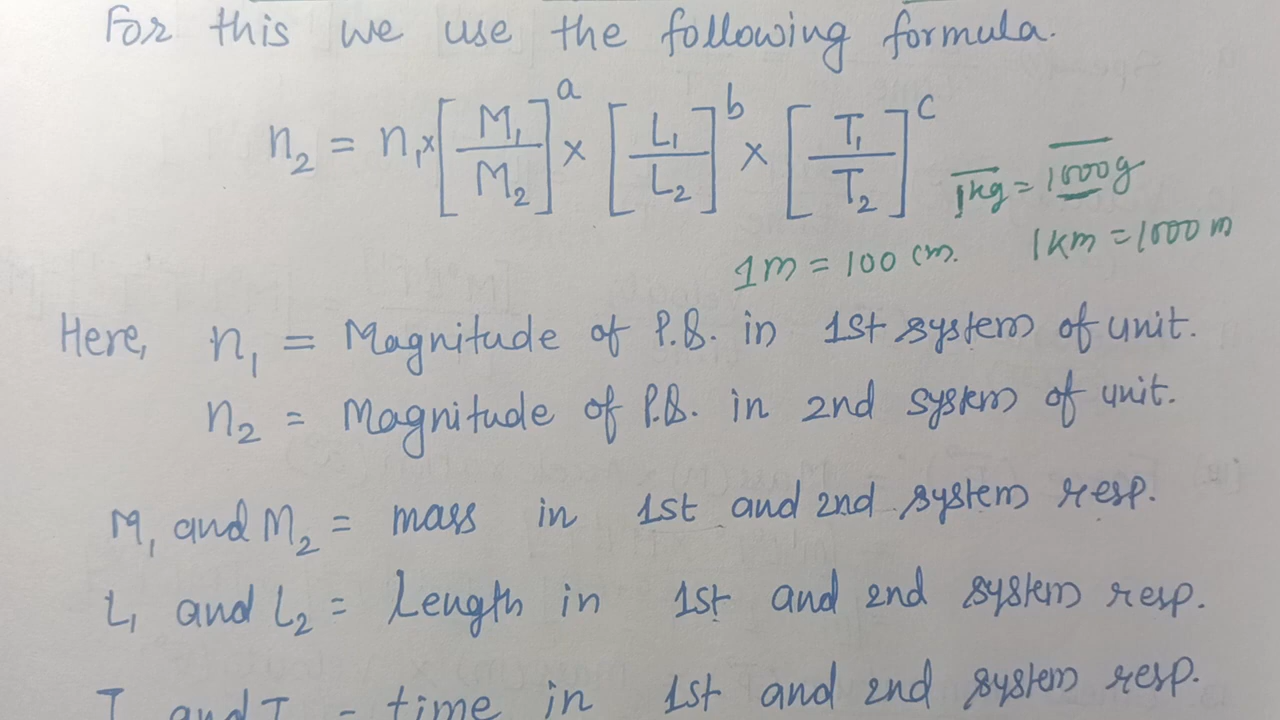 For this we use the following formula.
n₂ = n₁ × [M₁/M₂]ᵃ × [L₁/L₂]ᵇ × [T₁/T₂]ᶜ
1kg = 1000g
1m = 100 cm. 1km = 1000 m
Here, n₁ = Magnitude of P.Q. in 1st system of unit.
n₂ = Magnitude of P.Q. in 2nd system of unit.
M₁ and M₂ = mass in 1st and 2nd system resp.
L₁ and L₂ = Length in 1st and 2nd system resp.
T and T - time in 1st and 2nd system resp.